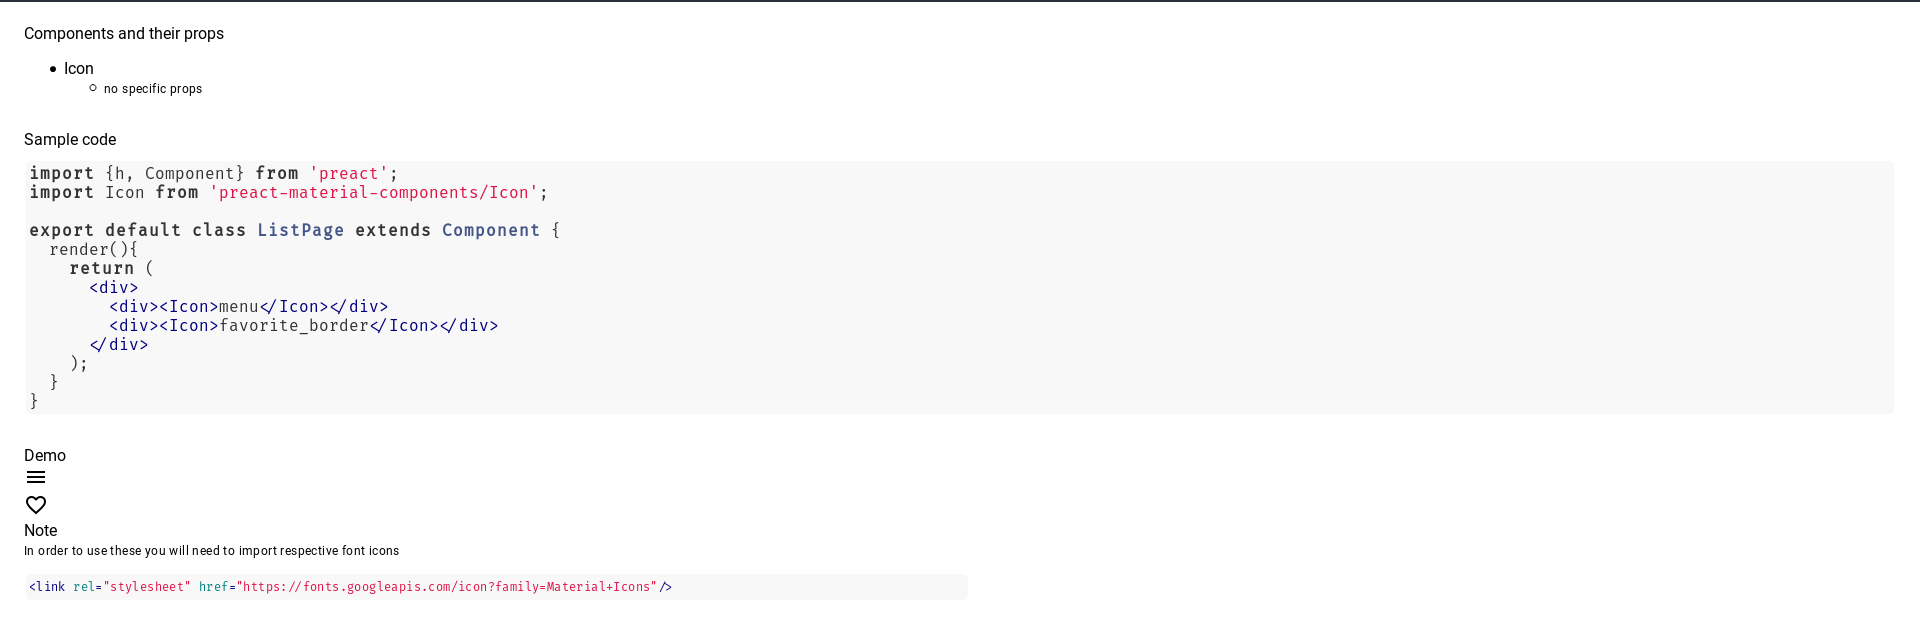 Components and their props
Icon
no specific props
Sample code
import {h, Component} from 'preact';
import Icon from 'preact-material-components/Icon';
export default class ListPage extends Component {
render(){
return (
<div>
<div><Icon>menu</Icon></div>
<div><Icon>favorite_border</Icon></div>
</div>
);
}
}
Demo
Note
In order to use these you will need to import respective font icons
<link rel="stylesheet" href="https://fonts.googleapis.com/icon?family=Material+Icons"/>